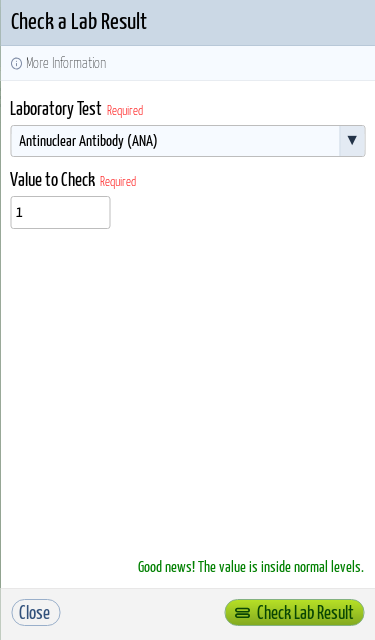 Check a Lab Result
More Information
Laboratory Test Required
Antinuclear Antibody (ANA)
Value to Check Required
1
Good news! The value is inside normal levels.
Close
Check Lab Result